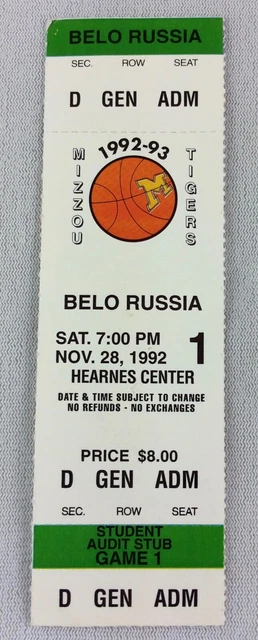 BELO RUSSIA
SEC. ROW SEAT
D GEN ADM
1992-93
MIZZOU
M
TIGERS
BELO RUSSIA
SAT. 7:00 PM
NOV. 28, 1992 1
HEARNES CENTER
DATE & TIME SUBJECT TO CHANGE
NO REFUNDS - NO EXCHANGES
PRICE $8.00
D GEN ADM
SEC. ROW SEAT
STUDENT
AUDIT STUB
GAME 1
D GEN ADM